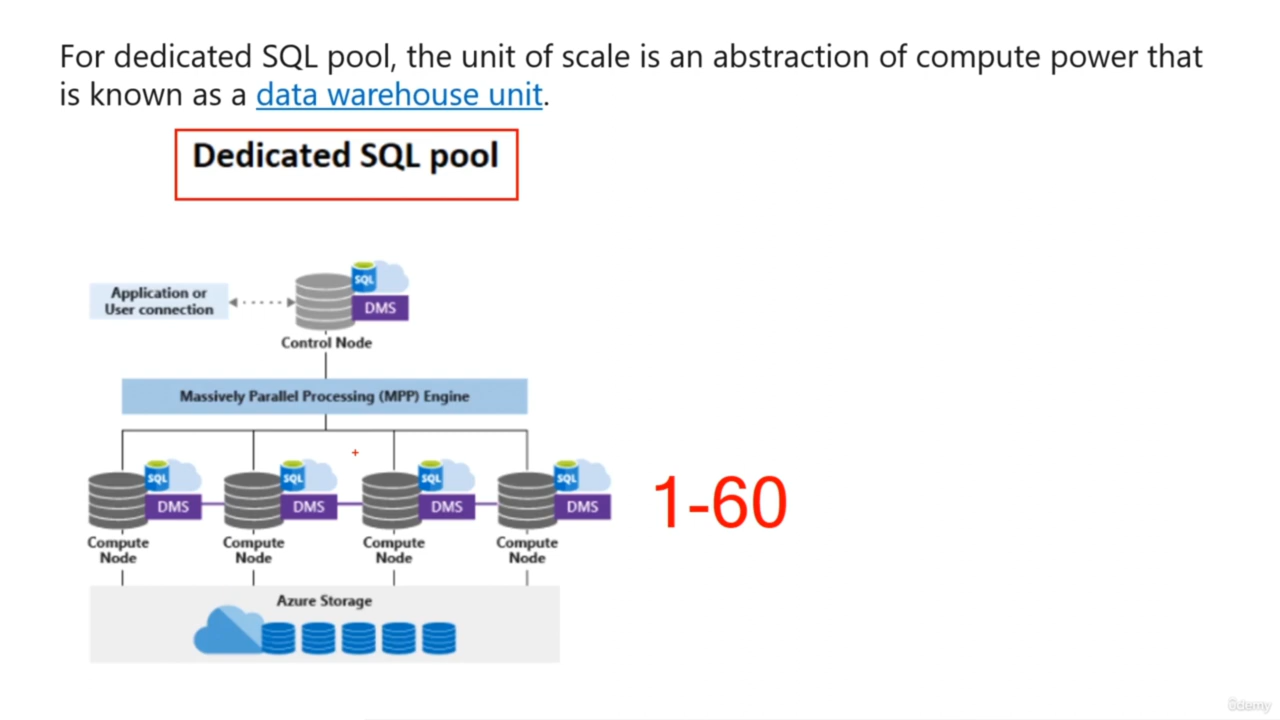 For dedicated SQL pool, the unit of scale is an abstraction of compute power that
is known as a data warehouse unit.
Dedicated SQL pool
SQL
Application or
User connection
DMS
Control Node
Massively Parallel Processing (MPP) Engine
SQL SQL SQL SQL
DMS DMS DMS DMS
1-60
Compute Compute Compute Compute
Node Node Node Node
Azure Storage
ûdemy